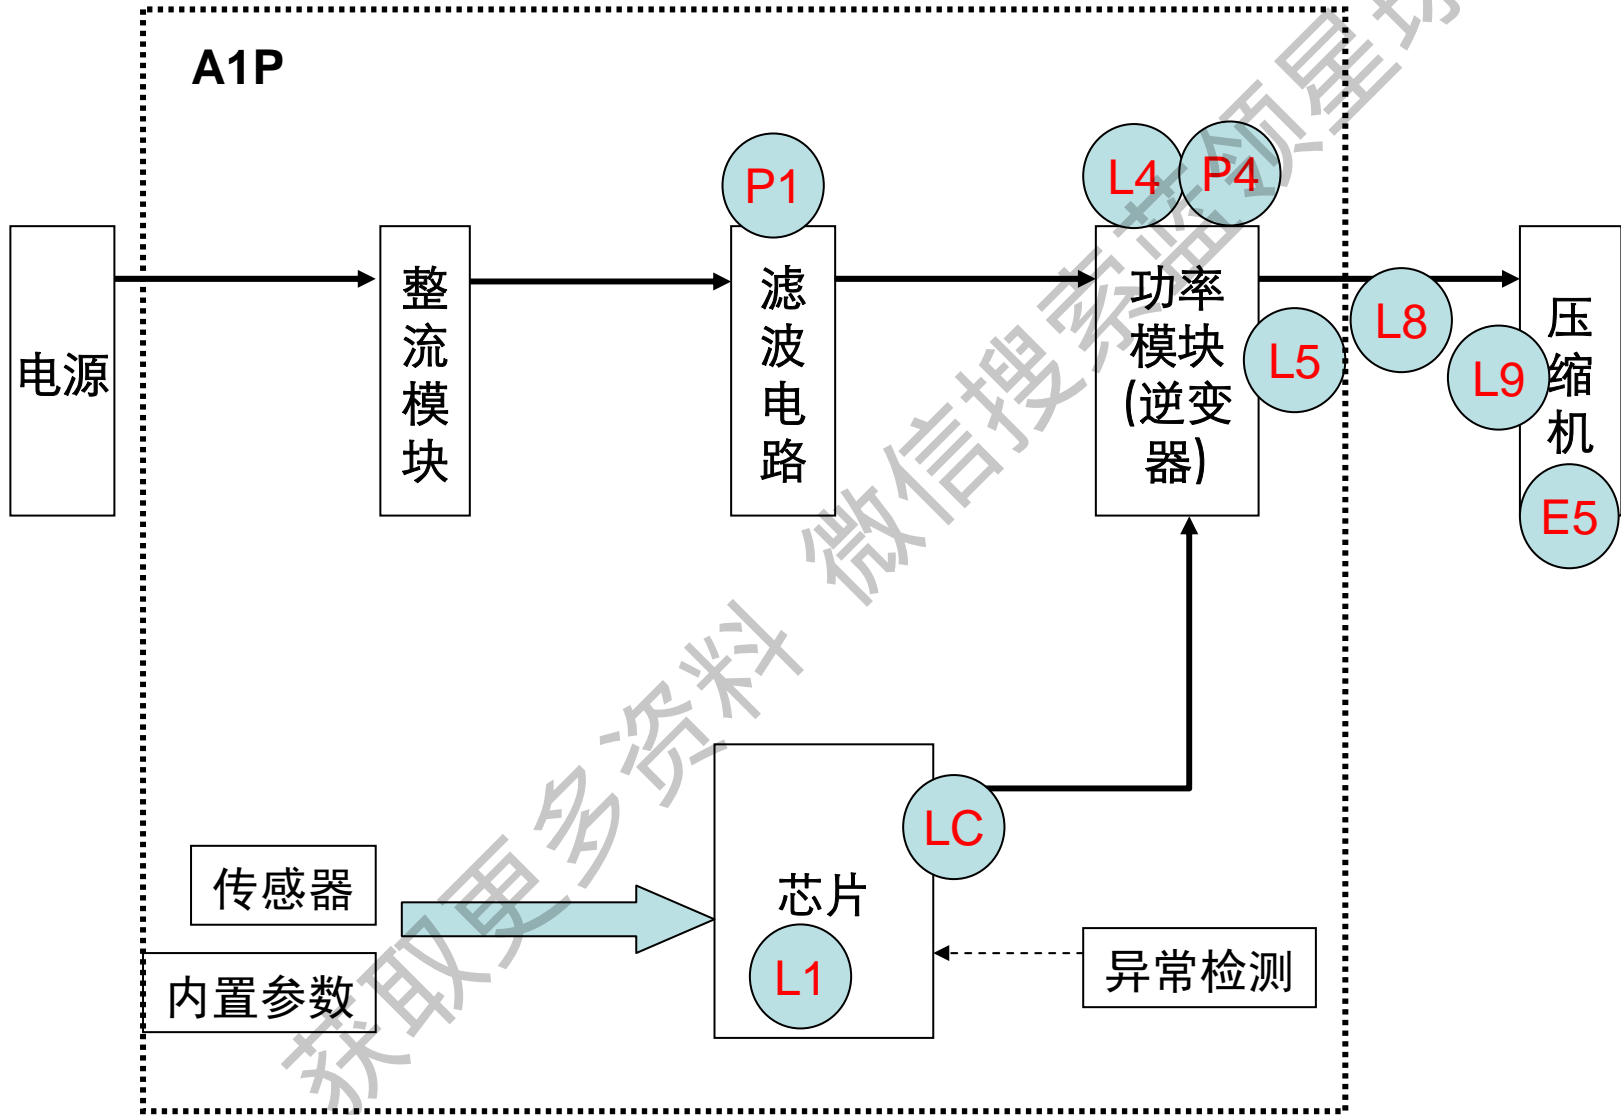 A1P
P1
L4
P4
电源
整
流
模
块
滤
波
电
路
功率
模块
(逆变
器)
L5
L8
L9
压
缩
机
E5
LC
芯片
L1
传感器
内置参数
异常检测
获取更多资料 微信搜索蓝领星球